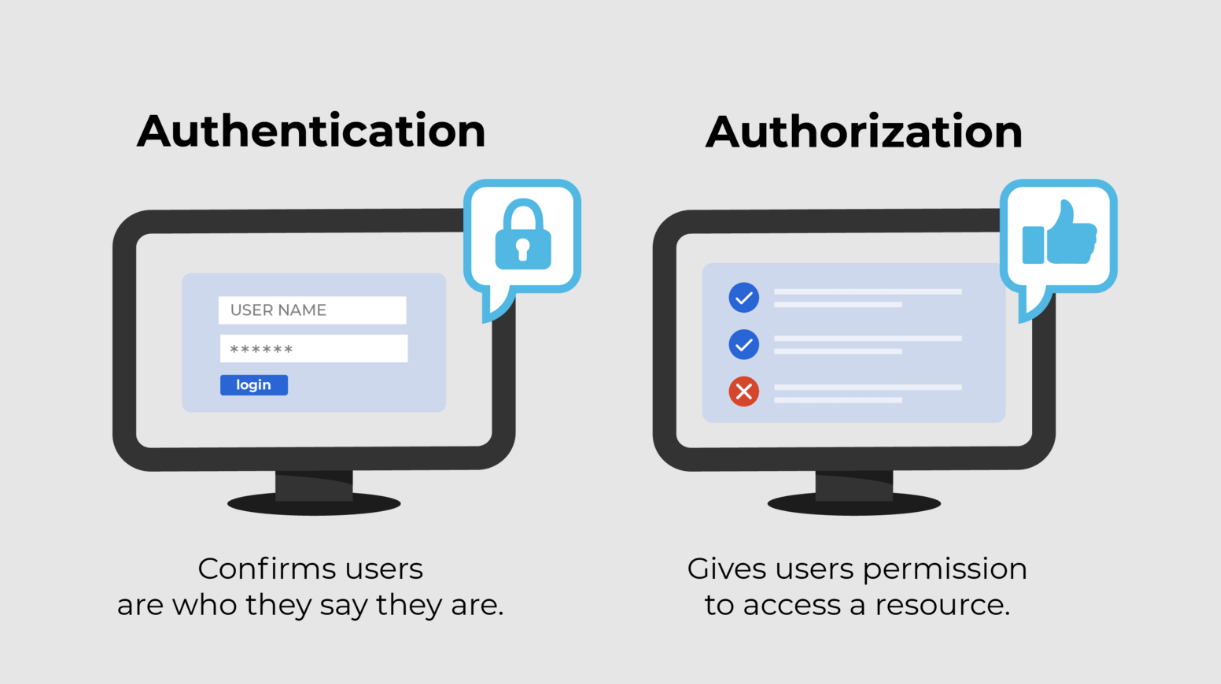 Authentication
USER NAME
******
login
Confirms users
are who they say they are.
Authorization
Gives users permission
to access a resource.